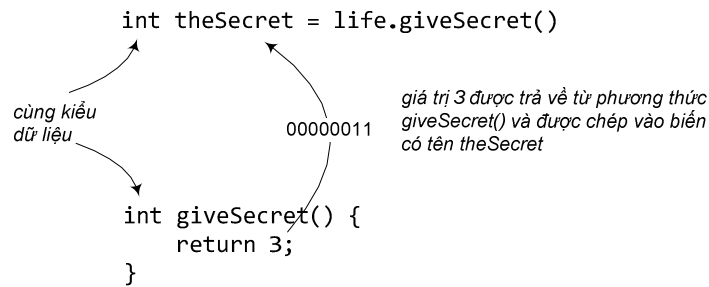 int theSecret = life.giveSecret()
cùng kiểu
dữ liệu
giá trị 3 được trả về từ phương thức
giveSecret() và được chép vào biến
có tên theSecret
00000011
int giveSecret() {
return 3;
}